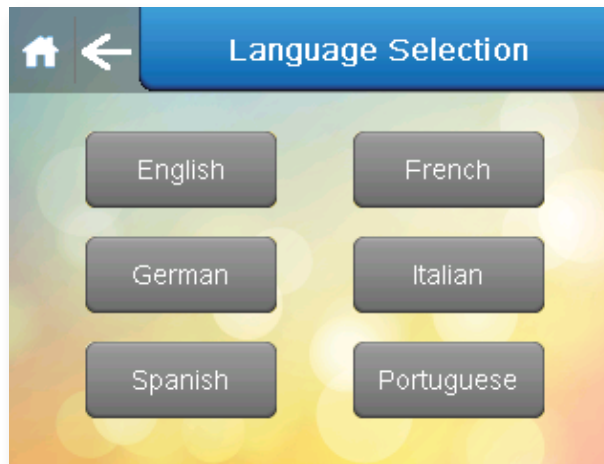 Language Selection
English
French
German
Italian
Spanish
Portuguese